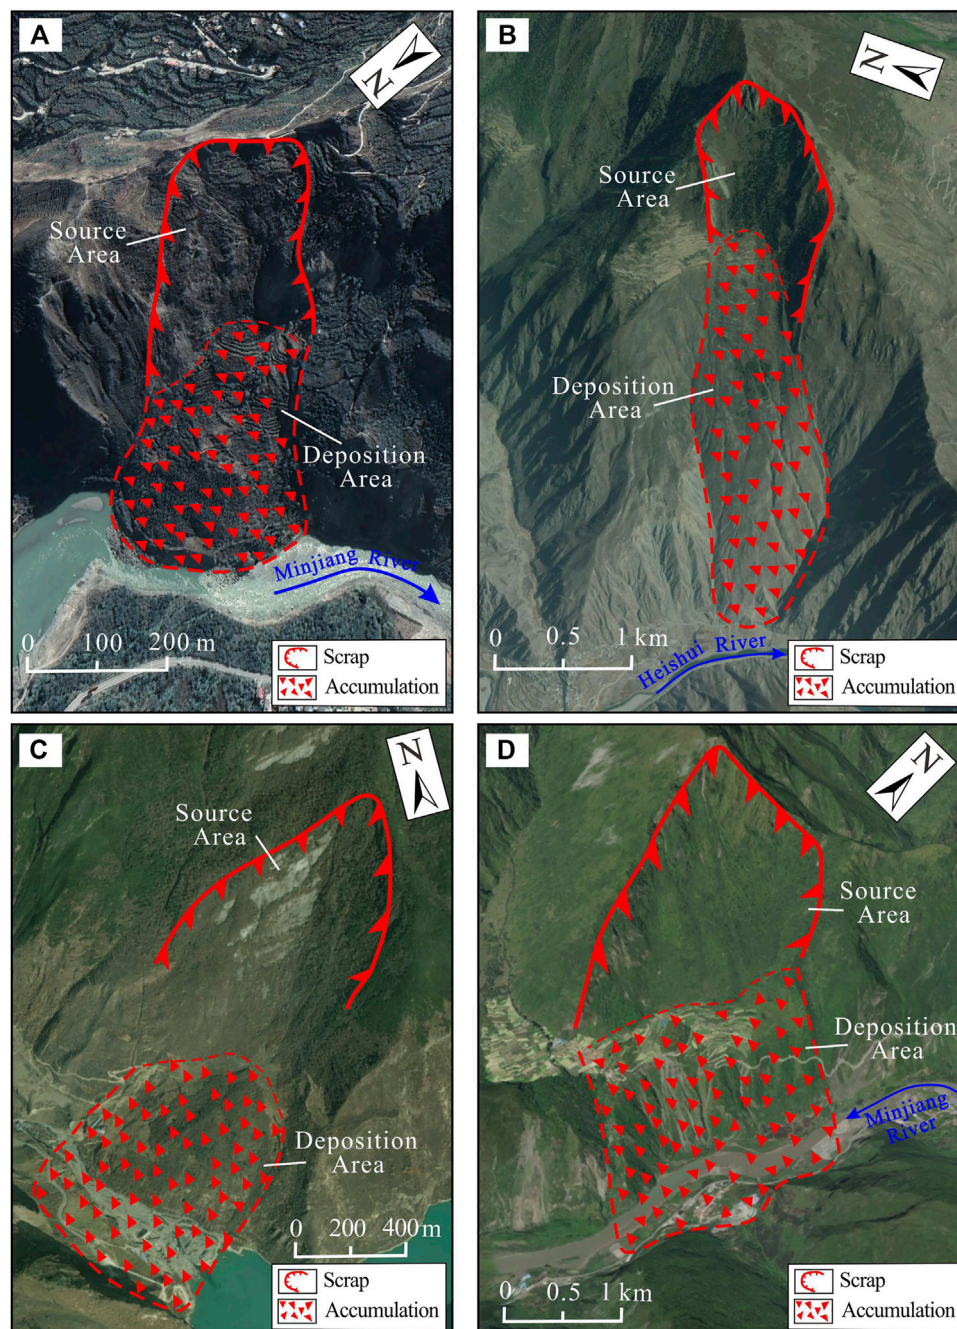 A
N
Source
Area
Deposition
Area
Minjiang River
0 100 200 m
Scrap
Accumulation
B
N
Source
Area
Deposition
Area
0 0.5 1 km
Heishui River
Scrap
Accumulation
C
N
Source
Area
Deposition
Area
0 200 400 m
Scrap
Accumulation
D
N
Source
Area
Deposition
Area
Minjiang
River
0 0.5 1 km
Scrap
Accumulation